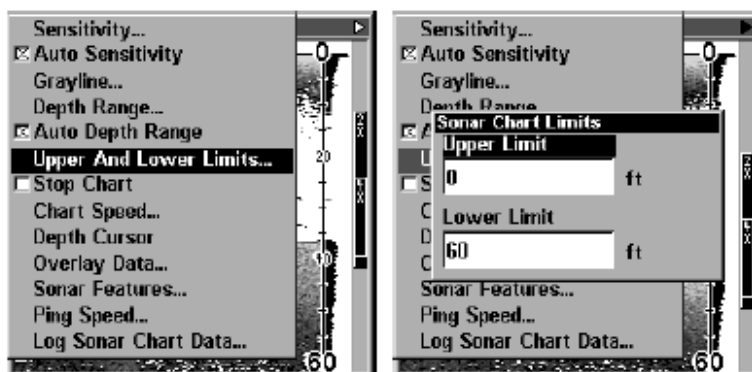 Sensitivity...
Auto Sensitivity
Grayline...
Depth Range...
Auto Depth Range
Upper And Lower Limits...
Stop Chart
Chart Speed...
Depth Cursor
Overlay Data...
Sonar Features...
Ping Speed...
Log Sonar Chart Data...
0
20
60
Sensitivity...
Auto Sensitivity
Grayline...
Depth Range
Sonar Chart Limits
Upper Limit
0 ft
Lower Limit
60 ft
Sonar Features...
Ping Speed...
Log Sonar Chart Data...
0
60